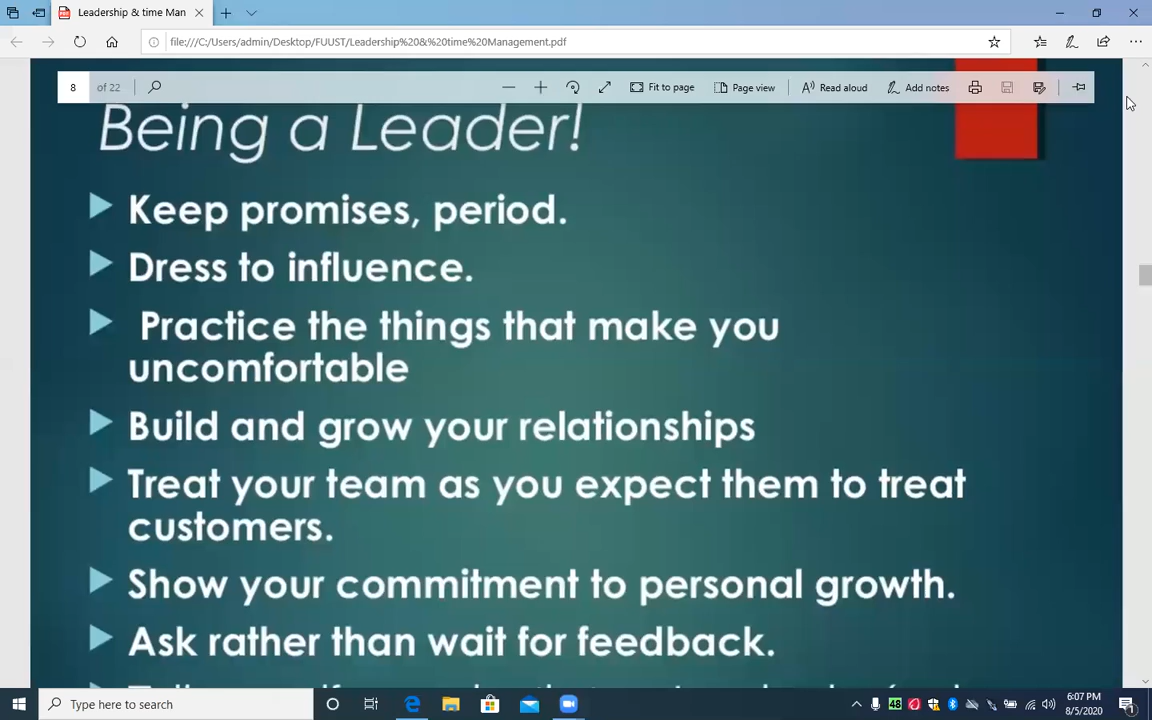 Leadership & time Man
file:///C:/Users/admin/Desktop/FUUST/Leadership%20&%20time%20Management.pdf
8 of 22
Fit to page
Page view
Read aloud
Add notes
Being a Leader!
Keep promises, period.
Dress to influence.
Practice the things that make you
uncomfortable
Build and grow your relationships
Treat your team as you expect them to treat
customers.
Show your commitment to personal growth.
Ask rather than wait for feedback.
Type here to search
48
6:07 PM
8/5/2020
1